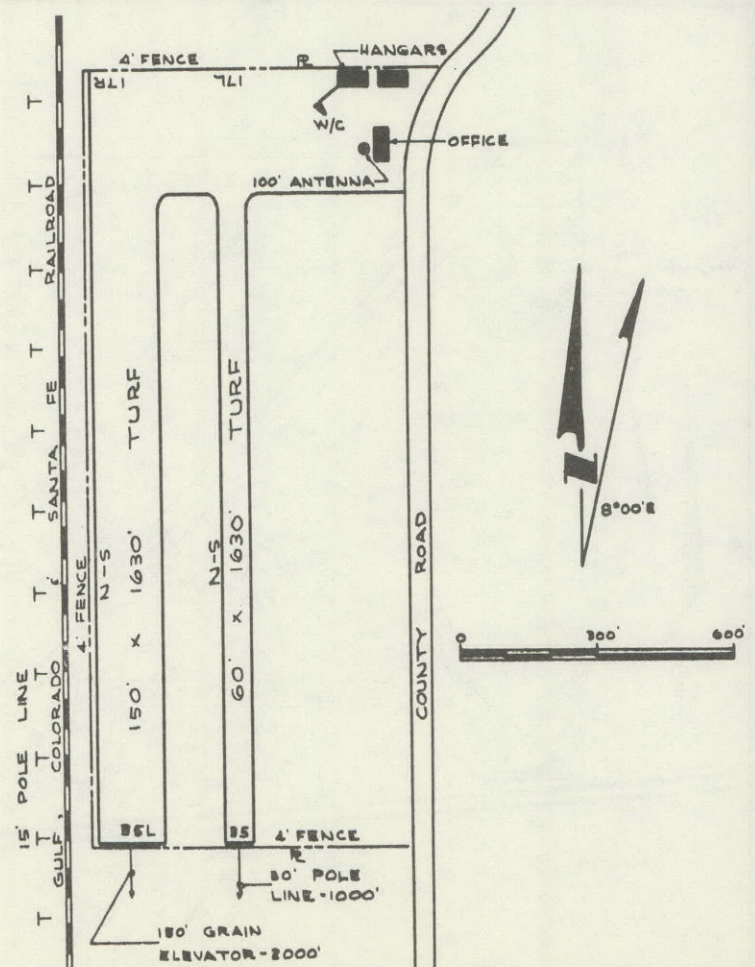 4' FENCE
PL
HANGARS
17R
17L
W/C
OFFICE
100' ANTENNA
T
T
T
T
T
T
T
T
T
T
15' POLE LINE
GULF, COLORADO & SANTA FE RAILROAD
4' FENCE
N-S
150' x 1630' TURF
N-S
60' x 1630' TURF
COUNTY ROAD
N
8°00'E
0 300' 600'
35L
35
4' FENCE
PL
30' POLE
LINE-1000'
150' GRAIN
ELEVATOR-2000'